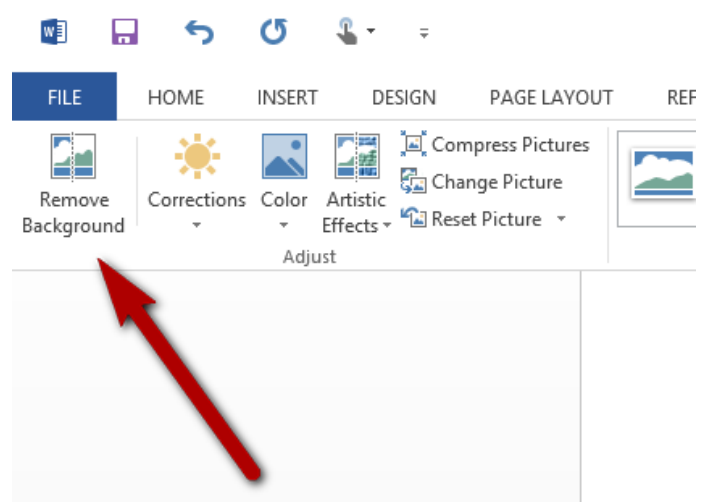 W
FILE HOME INSERT DESIGN PAGE LAYOUT REF
Remove
Background
Corrections
Color
Artistic
Effects
Compress Pictures
Change Picture
Reset Picture
Adjust